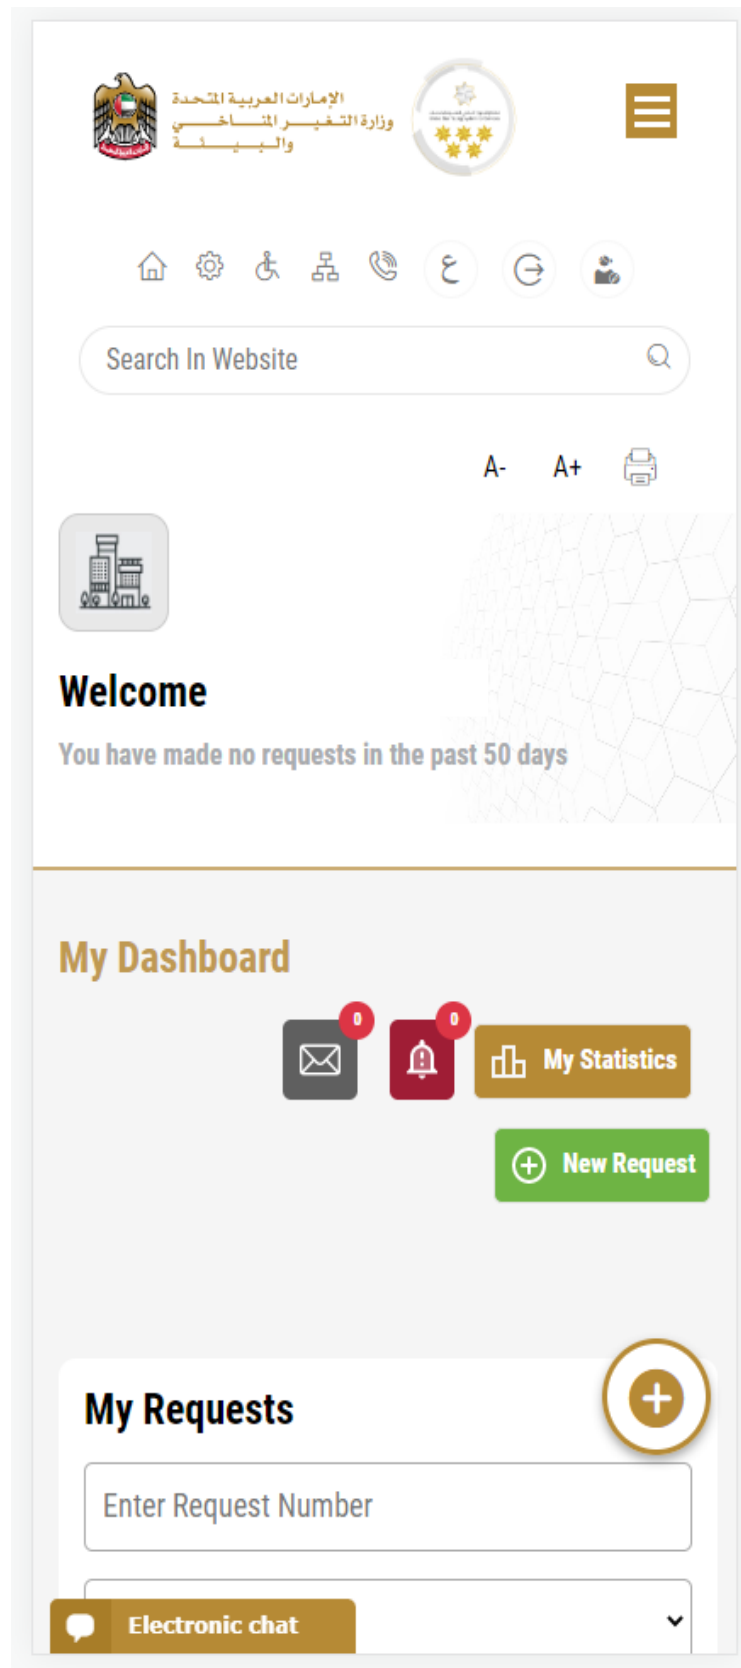 الإمارات العربية المتحدة
وزارة التغيير المناخي
والبيئة
ع
Search In Website
A- A+
Welcome
You have made no requests in the past 50 days
My Dashboard
0 0
My Statistics
New Request
My Requests
Enter Request Number
Electronic chat